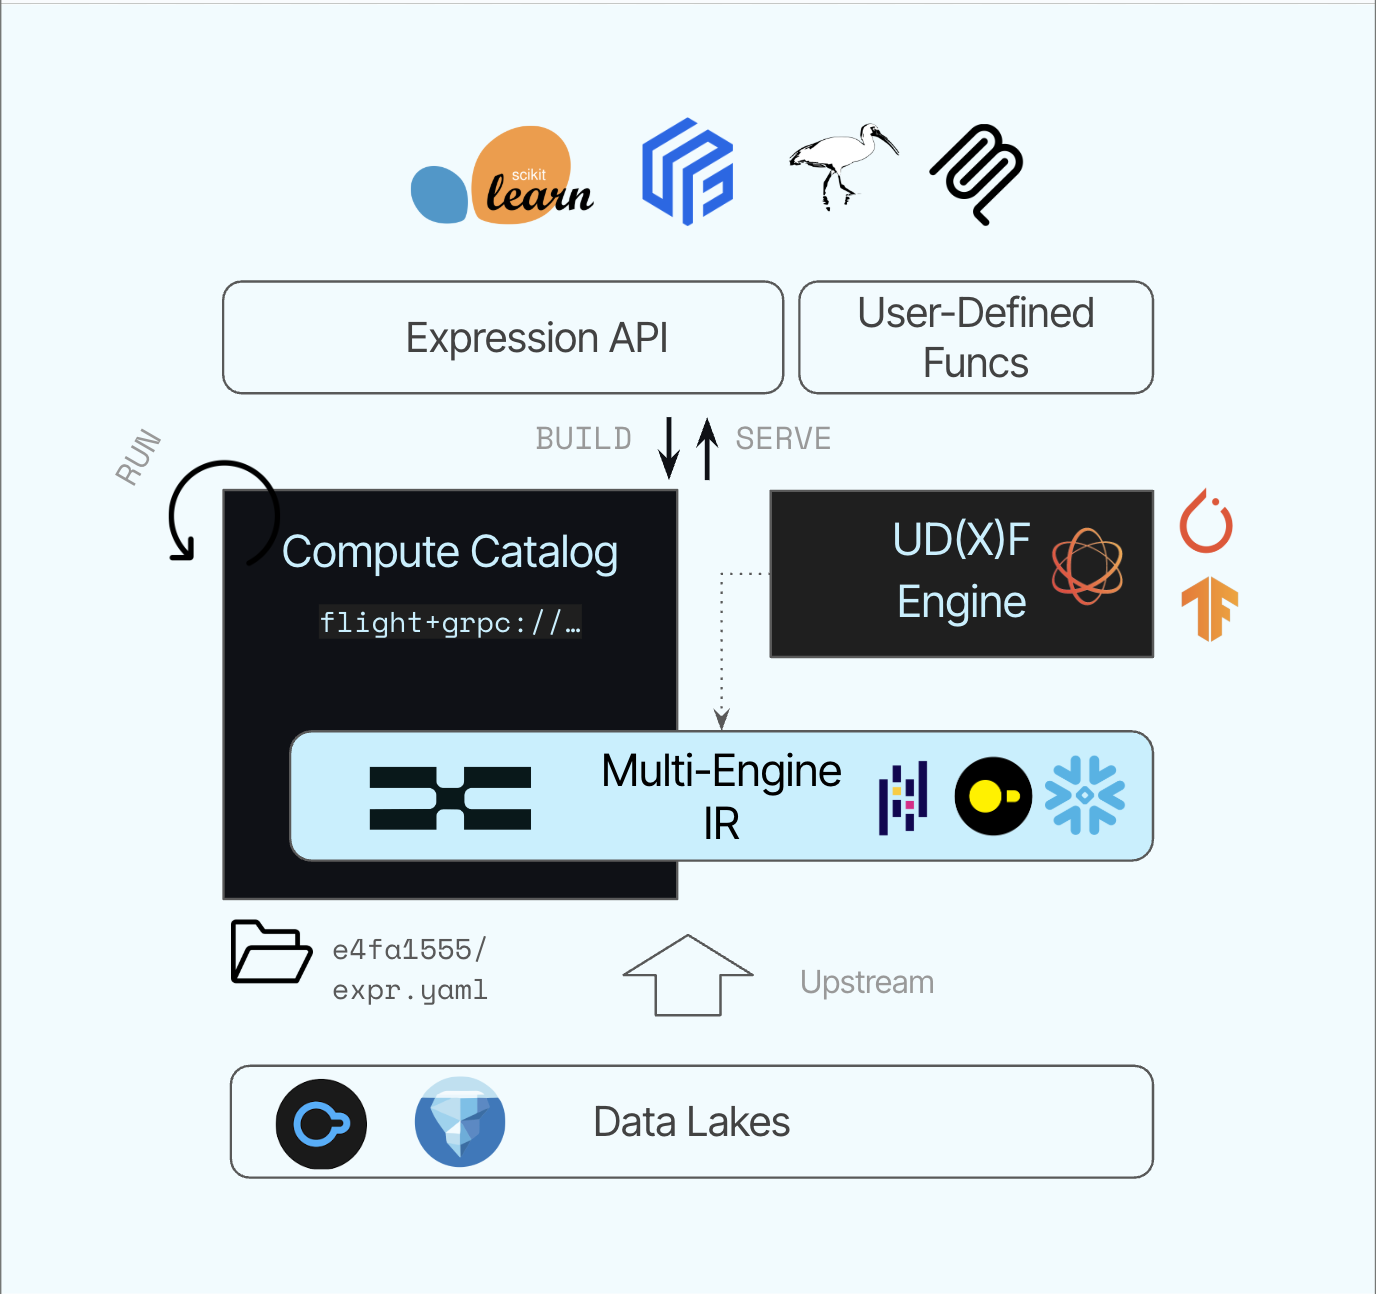 scikit
learn
Expression API
User-Defined
Funcs
RUN
BUILD
SERVE
Compute Catalog
flight+grpc://…
UD(X)F
Engine
Multi-Engine
IR
e4fa1555/
expr.yaml
Upstream
Data Lakes